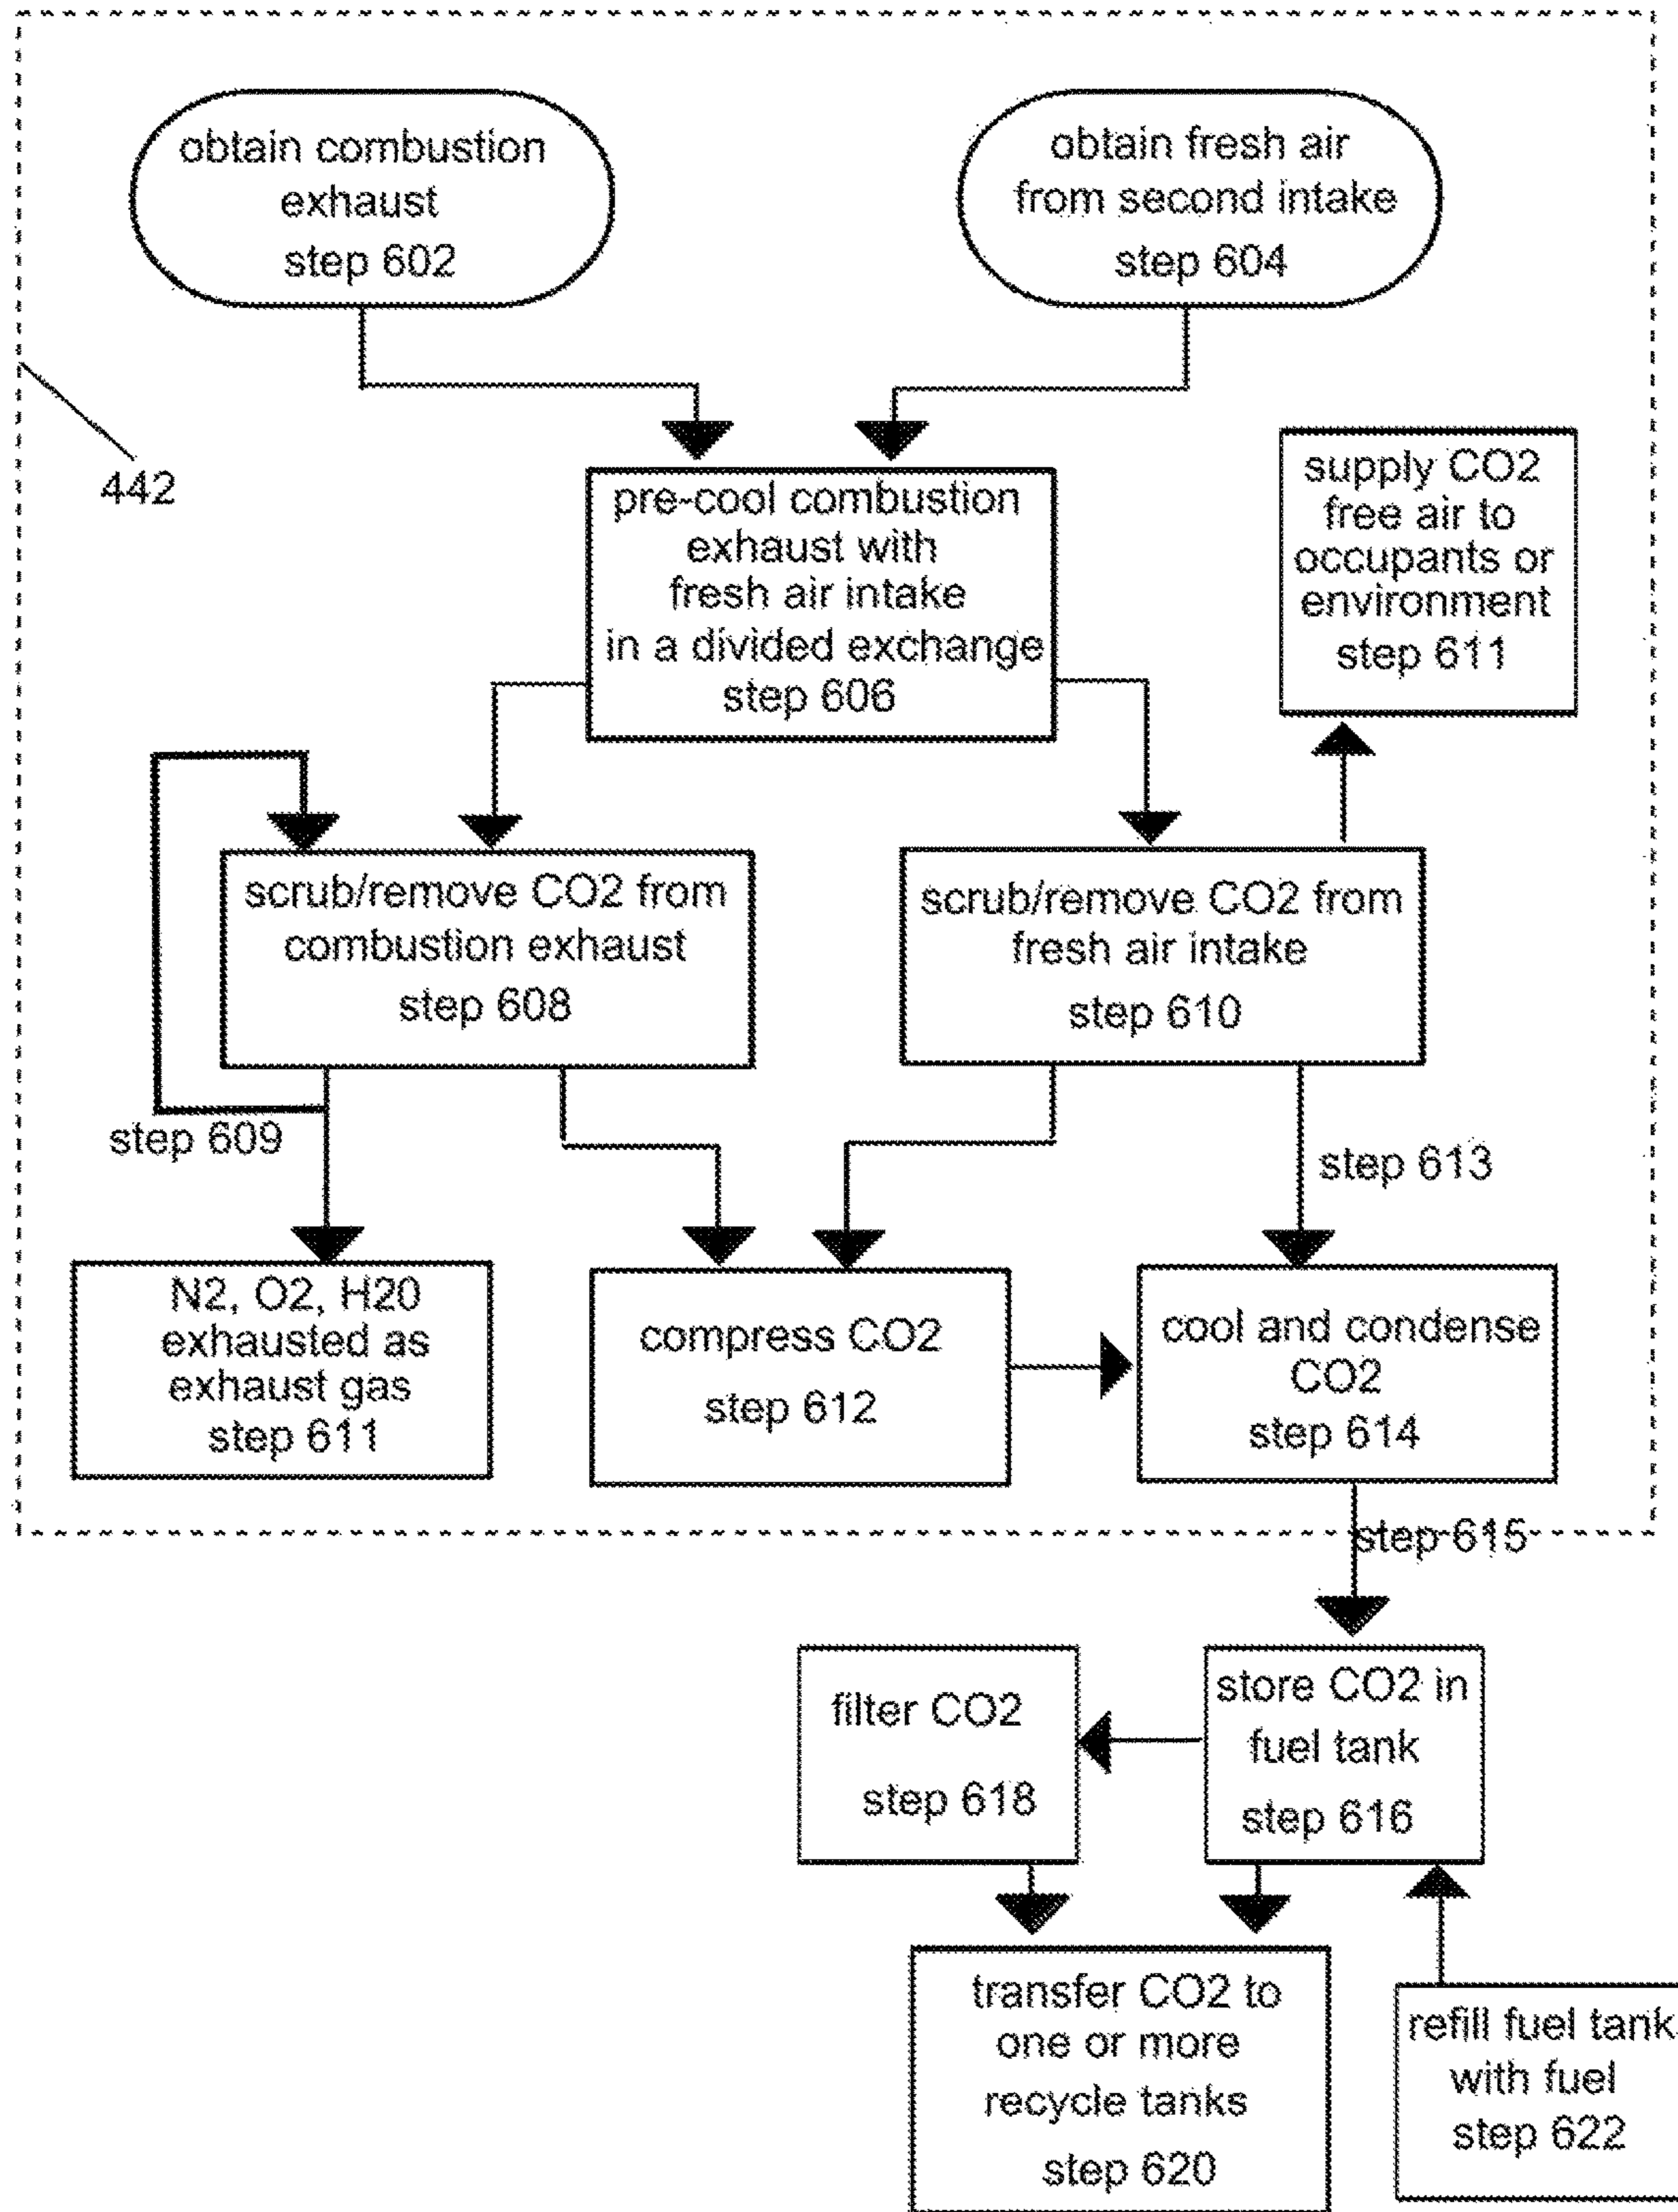 obtain combustion
exhaust
step 602
obtain fresh air
from second intake
step 604
442
pre-cool combustion
exhaust with
fresh air intake
in a divided exchange
step 606
supply CO2
free air to
occupants or
environment
step 611
scrub/remove CO2 from
combustion exhaust
step 608
scrub/remove CO2 from
fresh air intake
step 610
step 609
step 613
N2, O2, H20
exhausted as
exhaust gas
step 611
compress CO2
step 612
cool and condense
CO2
step 614
step 615
filter CO2
step 618
store CO2 in
fuel tank
step 616
transfer CO2 to
one or more
recycle tanks
step 620
refill fuel tank
with fuel
step 622